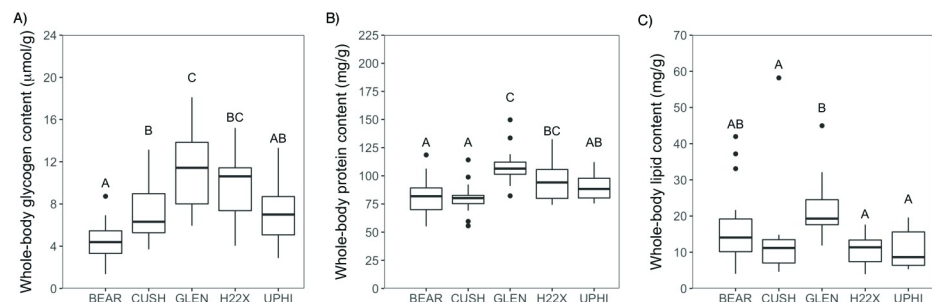 A)
Whole-body glycogen content (μmol/g)
24
20
16
12
8
4
0
A
B
C
BC
AB
BEAR CUSH GLEN H22X UPHI
B)
Whole-body protein content (mg/g)
225
200
175
150
125
100
75
50
25
0
A
A
C
BC
AB
BEAR CUSH GLEN H22X UPHI
C)
Whole-body lipid content (mg/g)
70
60
50
40
30
20
10
0
AB
A
B
A
A
BEAR CUSH GLEN H22X UPHI